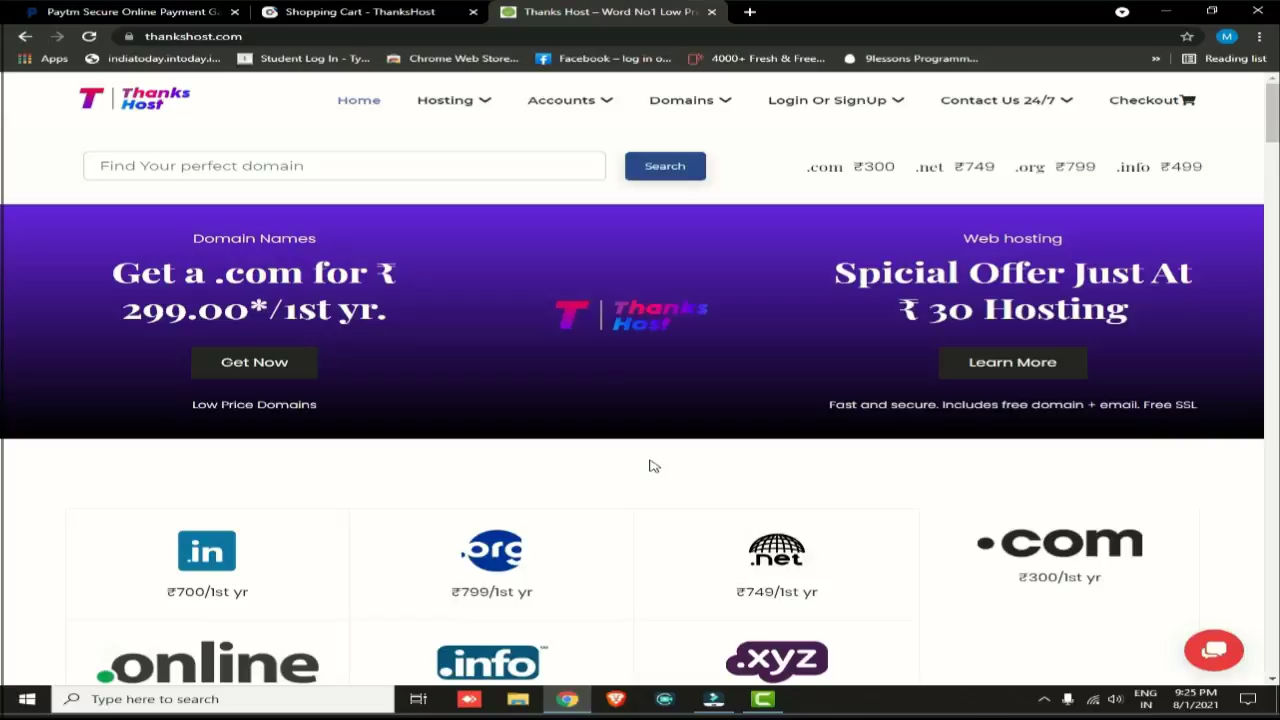 Paytm Secure Online Payment Ga
Shopping Cart - ThanksHost
Thanks Host – Word No1 Low Pr
thankshost.com
M
Apps
indiatoday.intoday.i...
Student Log In - Ty...
Chrome Web Store...
Facebook – log in o...
4000+ Fresh & Free...
9lessons Programm...
»
Reading list
T Thanks Host
Home
Hosting
Accounts
Domains
Login Or SignUp
Contact Us 24/7
Checkout
Find Your perfect domain
Search
.com ₹300 .net ₹749 .org ₹799 .info ₹499
Domain Names
Get a .com for ₹
299.00*/1st yr.
Get Now
Low Price Domains
T Thanks Host
Web hosting
Spicial Offer Just At
₹ 30 Hosting
Learn More
Fast and secure. Includes free domain + email. Free SSL
.in
₹700/1st yr
.org
₹799/1st yr
.net
₹749/1st yr
.com
₹300/1st yr
.online
.info
.xyz
Type here to search
ENG
IN
9:25 PM
8/1/2021